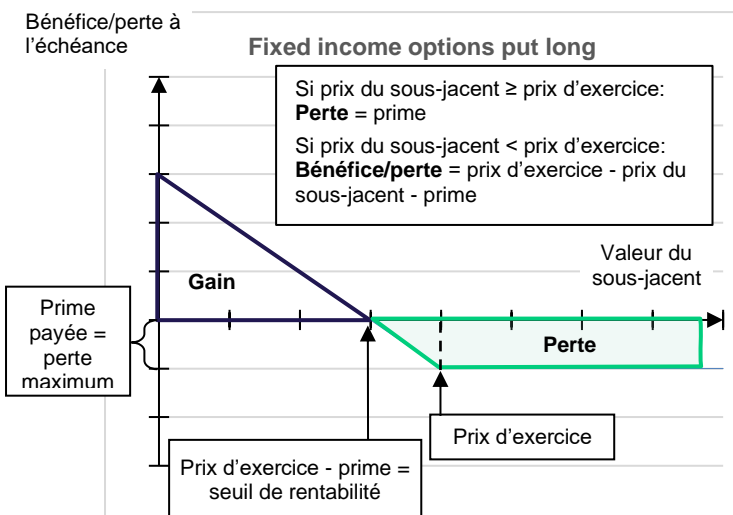 Bénéfice/perte à
l'échéance
Fixed income options put long
Si prix du sous-jacent ≥ prix d'exercice:
Perte = prime
Si prix du sous-jacent < prix d'exercice:
Bénéfice/perte = prix d'exercice - prix du
sous-jacent - prime
Valeur du
sous-jacent
Gain
Prime
payée =
perte
maximum
Perte
Prix d'exercice
Prix d'exercice - prime =
seuil de rentabilité